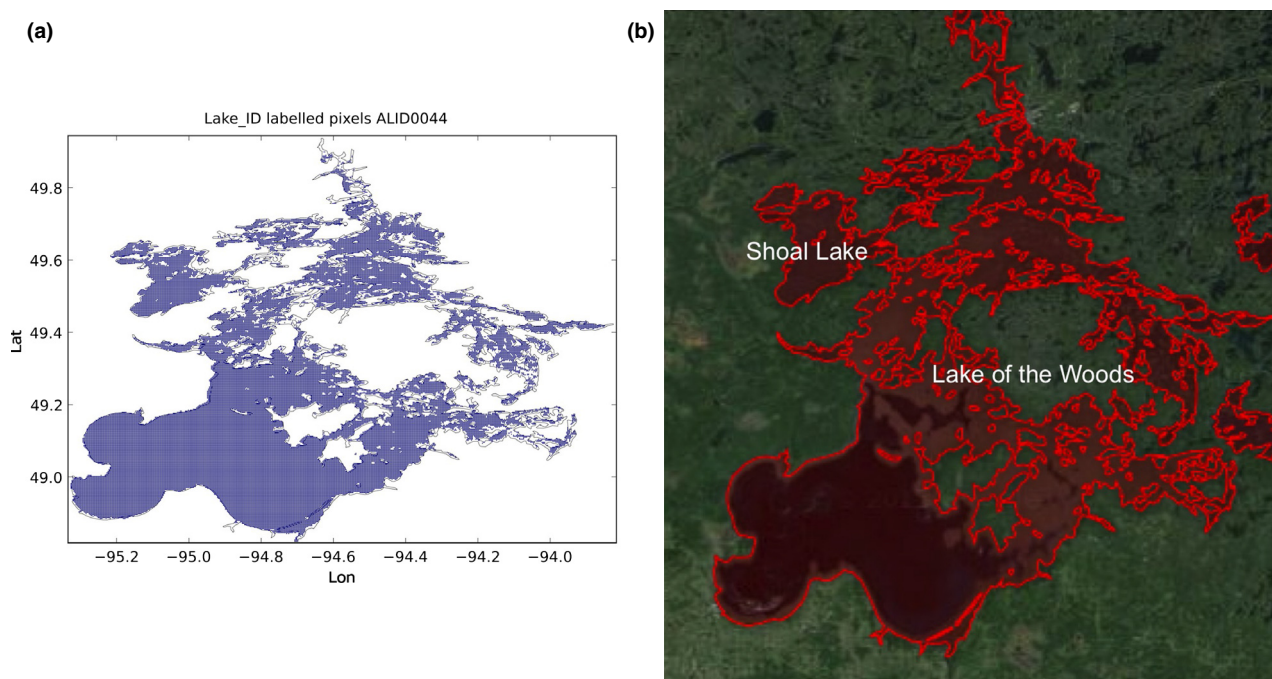 (a)
(b)
Lake_ID labelled pixels ALID0044
49.8
49.6
49.4
49.2
49.0
Lat
−95.2 −95.0 −94.8 −94.6 −94.4 −94.2 −94.0
Lon
Shoal Lake
Lake of the Woods